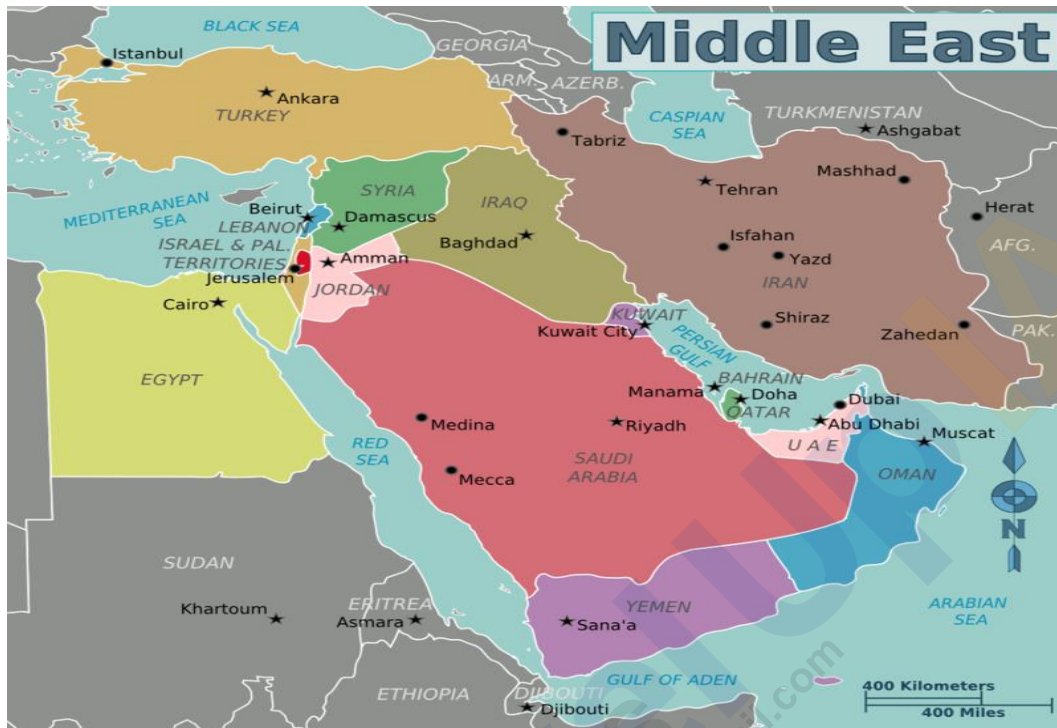 BLACK SEA
Middle East
Istanbul
GEORGIA
ARM.
AZERB.
Ankara
TURKEY
CASPIAN
SEA
TURKMENISTAN
Ashgabat
Tabriz
Tehran
Mashhad
SYRIA
IRAQ
MEDITERRANEAN
SEA
Beirut
LEBANON
Damascus
Herat
Baghdad
Isfahan
AFG.
ISRAEL & PAL.
TERRITORIES
Amman
Yazd
IRAN
Jerusalem
JORDAN
Cairo
KUWAIT
Kuwait City
Shiraz
Zahedan
PAK.
PERSIAN
GULF
EGYPT
Manama
BAHRAIN
Doha
QATAR
Dubai
Abu Dhabi
Medina
Riyadh
Muscat
RED
SEA
U A E
SAUDI
ARABIA
Mecca
OMAN
N
SUDAN
Khartoum
ERITREA
Asmara
YEMEN
Sana'a
ARABIAN
SEA
ETHIOPIA
DJIBOUTI
Djibouti
GULF OF ADEN
400 Kilometers
400 Miles